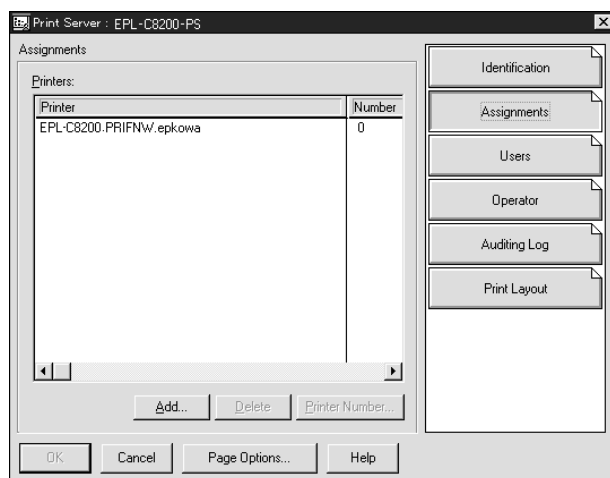 Print Server : EPL-C8200-PS
Assignments
Printers:
Printer Number
EPL-C8200.PRIFNW.epkowa 0
Add... Delete Printer Number...
OK Cancel Page Options... Help
Identification
Assignments
Users
Operator
Auditing Log
Print Layout